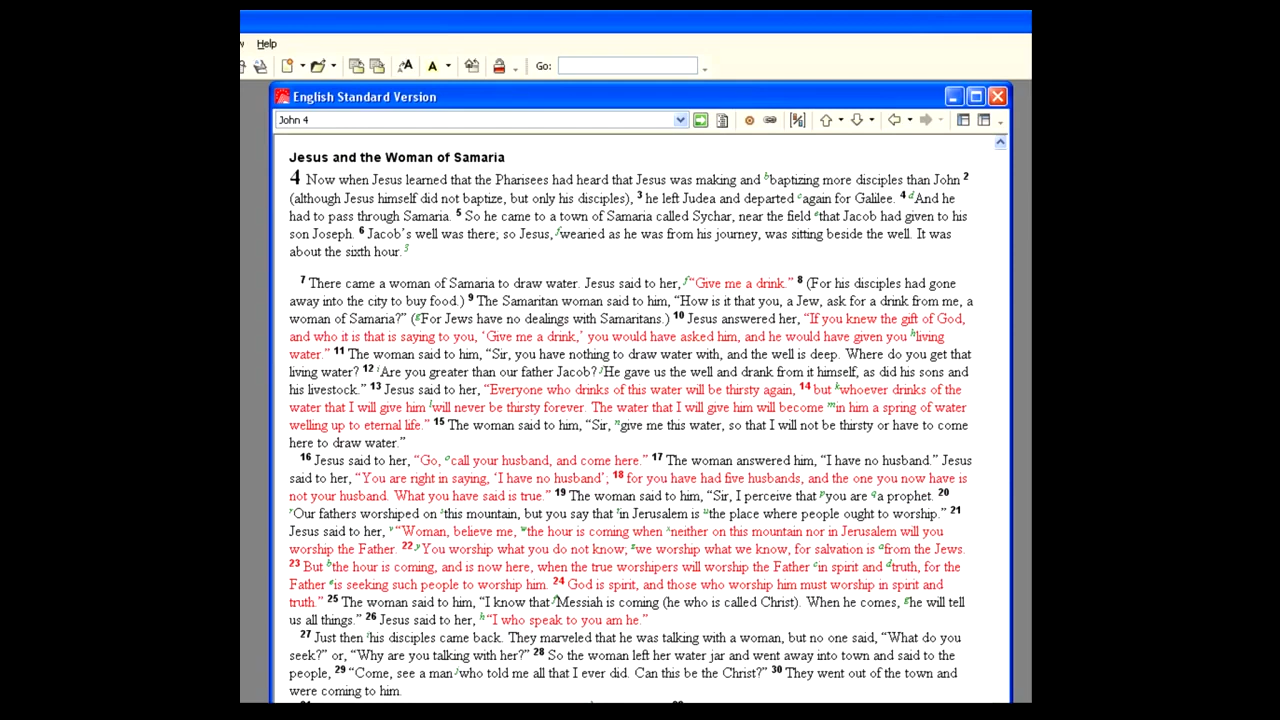 w Help
Go:
English Standard Version
John 4
Jesus and the Woman of Samaria
4 Now when Jesus learned that the Pharisees had heard that Jesus was making and b baptizing more disciples than John 2
(although Jesus himself did not baptize, but only his disciples), 3 he left Judea and departed c again for Galilee. 4 d And he
had to pass through Samaria. 5 So he came to a town of Samaria called Sychar, near the field e that Jacob had given to his
son Joseph. 6 Jacob’s well was there; so Jesus, f wearied as he was from his journey, was sitting beside the well. It was
about the sixth hour. 5
7 There came a woman of Samaria to draw water. Jesus said to her, f “Give me a drink.” 8 (For his disciples had gone
away into the city to buy food.) 9 The Samaritan woman said to him, “How is it that you, a Jew, ask for a drink from me, a
woman of Samaria?” (g For Jews have no dealings with Samaritans.) 10 Jesus answered her, “If you knew the gift of God,
and who it is that is saying to you, ‘Give me a drink,’ you would have asked him, and he would have given you h living
water.” 11 The woman said to him, “Sir, you have nothing to draw water with, and the well is deep. Where do you get that
living water? 12 i Are you greater than our father Jacob? j He gave us the well and drank from it himself, as did his sons and
his livestock.” 13 Jesus said to her, “Everyone who drinks of this water will be thirsty again, 14 but k whoever drinks of the
water that I will give him l will never be thirsty forever. The water that I will give him will become m in him a spring of water
welling up to eternal life.” 15 The woman said to him, “Sir, n give me this water, so that I will not be thirsty or have to come
here to draw water.”
16 Jesus said to her, “Go, o call your husband, and come here.” 17 The woman answered him, “I have no husband.” Jesus
said to her, “You are right in saying, ‘I have no husband’; 18 for you have had five husbands, and the one you now have is
not your husband. What you have said is true.” 19 The woman said to him, “Sir, I perceive that p you are q a prophet. 20
r Our fathers worshiped on s this mountain, but you say that t in Jerusalem is u the place where people ought to worship.” 21
Jesus said to her, v “Woman, believe me, w the hour is coming when x neither on this mountain nor in Jerusalem will you
worship the Father. 22 y You worship what you do not know; z we worship what we know, for salvation is a from the Jews.
23 But b the hour is coming, and is now here, when the true worshipers will worship the Father c in spirit and d truth, for the
Father e is seeking such people to worship him. 24 God is spirit, and those who worship him must worship in spirit and
truth.” 25 The woman said to him, “I know that f Messiah is coming (he who is called Christ). When he comes, g he will tell
us all things.” 26 Jesus said to her, h “I who speak to you am he.”
27 Just then i his disciples came back. They marveled that he was talking with a woman, but no one said, “What do you
seek?” or, “Why are you talking with her?” 28 So the woman left her water jar and went away into town and said to the
people, 29 “Come, see a man j who told me all that I ever did. Can this be the Christ?” 30 They went out of the town and
were coming to him.